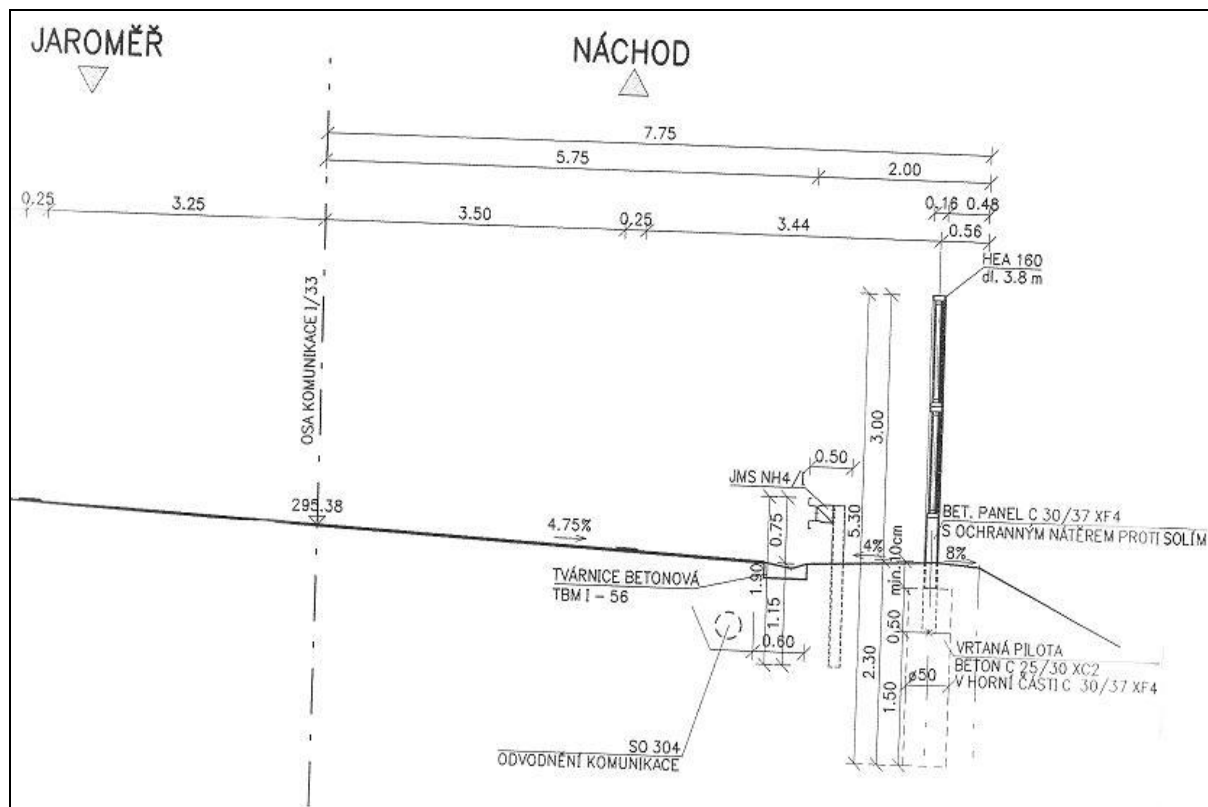 JAROMĚŘ
NÁCHOD
7.75
5.75
2.00
0.25
3.25
3.50
0.25
3.44
0.16
0.48
0.56
HEA 160
dl. 3.8 m
OSA KOMUNIKACE I/33
3.00
0.50
JMS NH4/I
295.38
4.75%
0.75
5.30
4%
min. 10cm
BET. PANEL C 30/37 XF4
S OCHRANNÝM NÁTĚREM PROTI SOLÍM
8%
TVÁRNICE BETONOVÁ
TBM I - 56
1.90
1.15
0.60
0.50
2.30
1.50
ø50
VRTANÁ PILOTA
BETON C 25/30 XC2
V HORNÍ ČÁSTI C 30/37 XF4
SO 304
ODVODNĚNÍ KOMUNIKACE